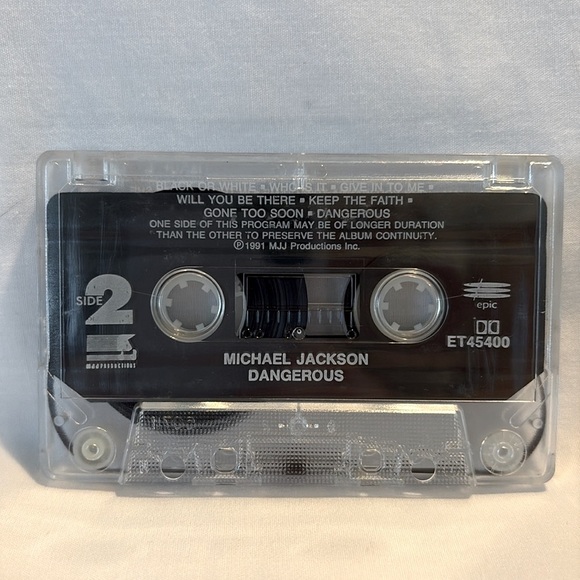 BLACK OR WHITE • WHO IS IT • GIVE IN TO ME •
WILL YOU BE THERE • KEEP THE FAITH •
GONE TOO SOON • DANGEROUS
ONE SIDE OF THIS PROGRAM MAY BE OF LONGER DURATION
THAN THE OTHER TO PRESERVE THE ALBUM CONTINUITY.
℗ 1991 MJJ Productions Inc.
SIDE 2
MJJ PRODUCTIONS
epic
ET45400
MICHAEL JACKSON
DANGEROUS